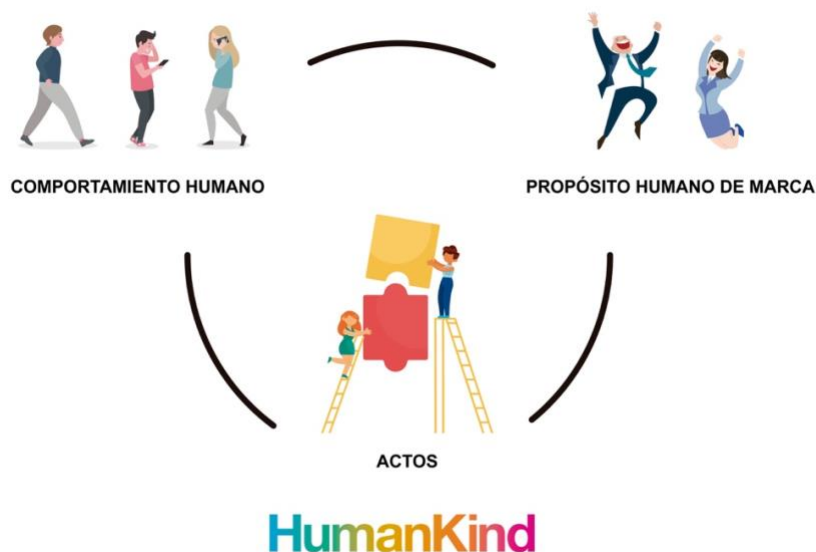 COMPORTAMIENTO HUMANO
PROPÓSITO HUMANO DE MARCA
ACTOS
HumanKind